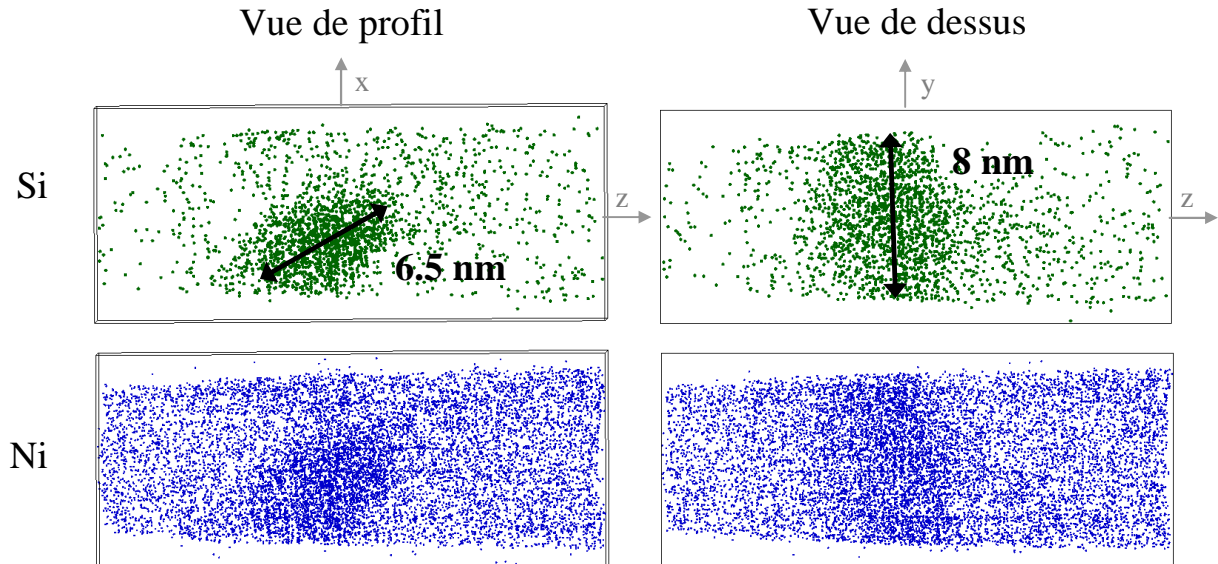 Vue de profil
Vue de dessus
x
y
Si
6.5 nm
z
8 nm
z
Ni